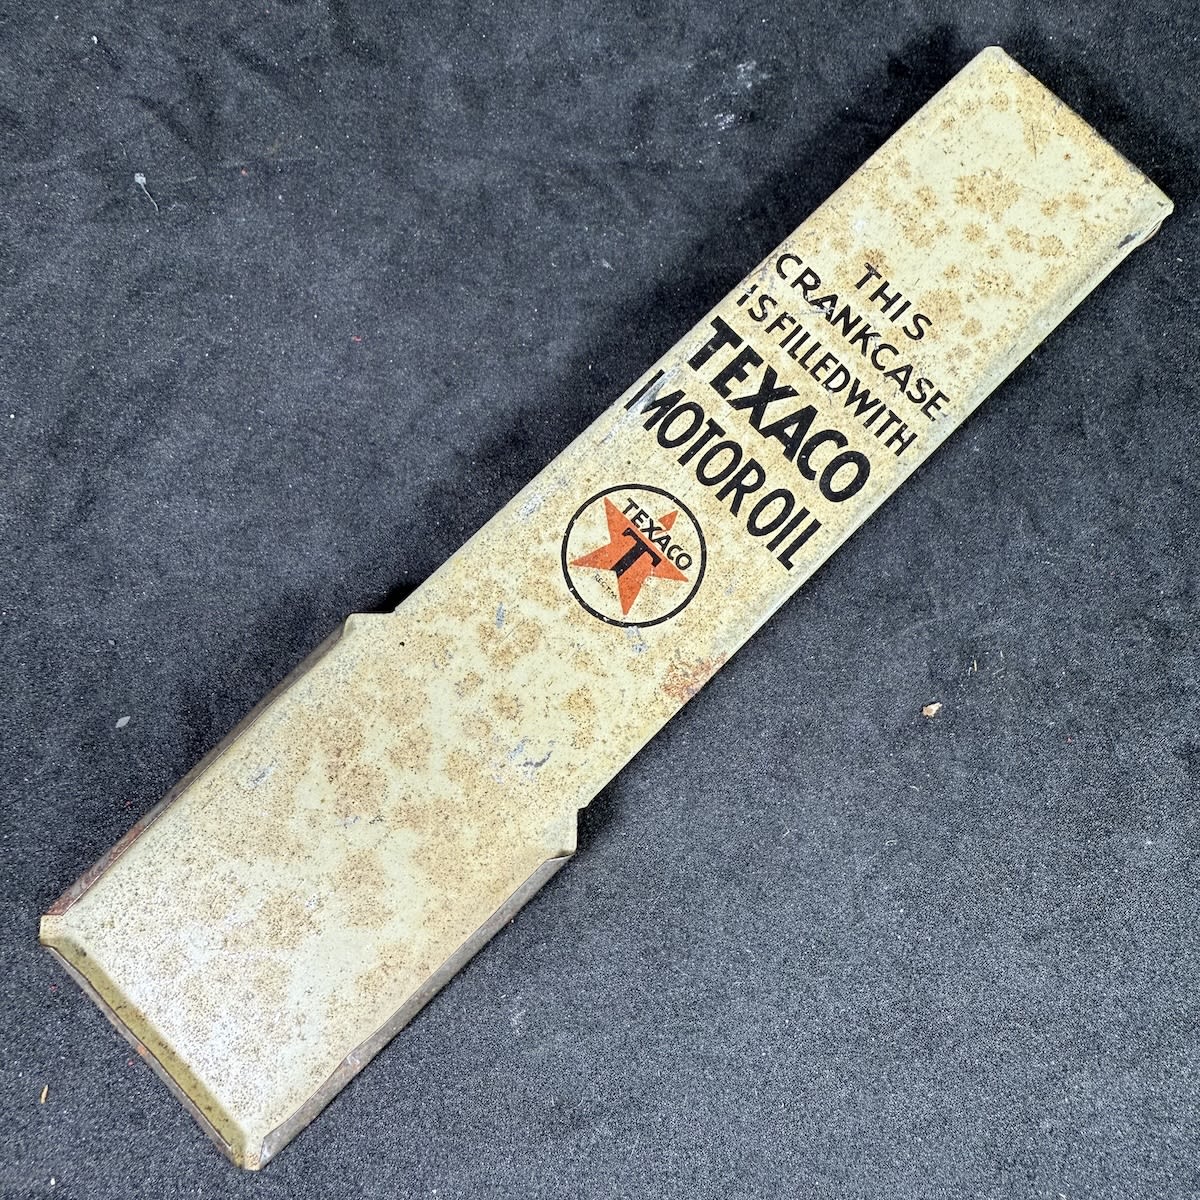 THIS
CRANKCASE
IS FILLED WITH
TEXACO
MOTOR OIL
TEXACO
T